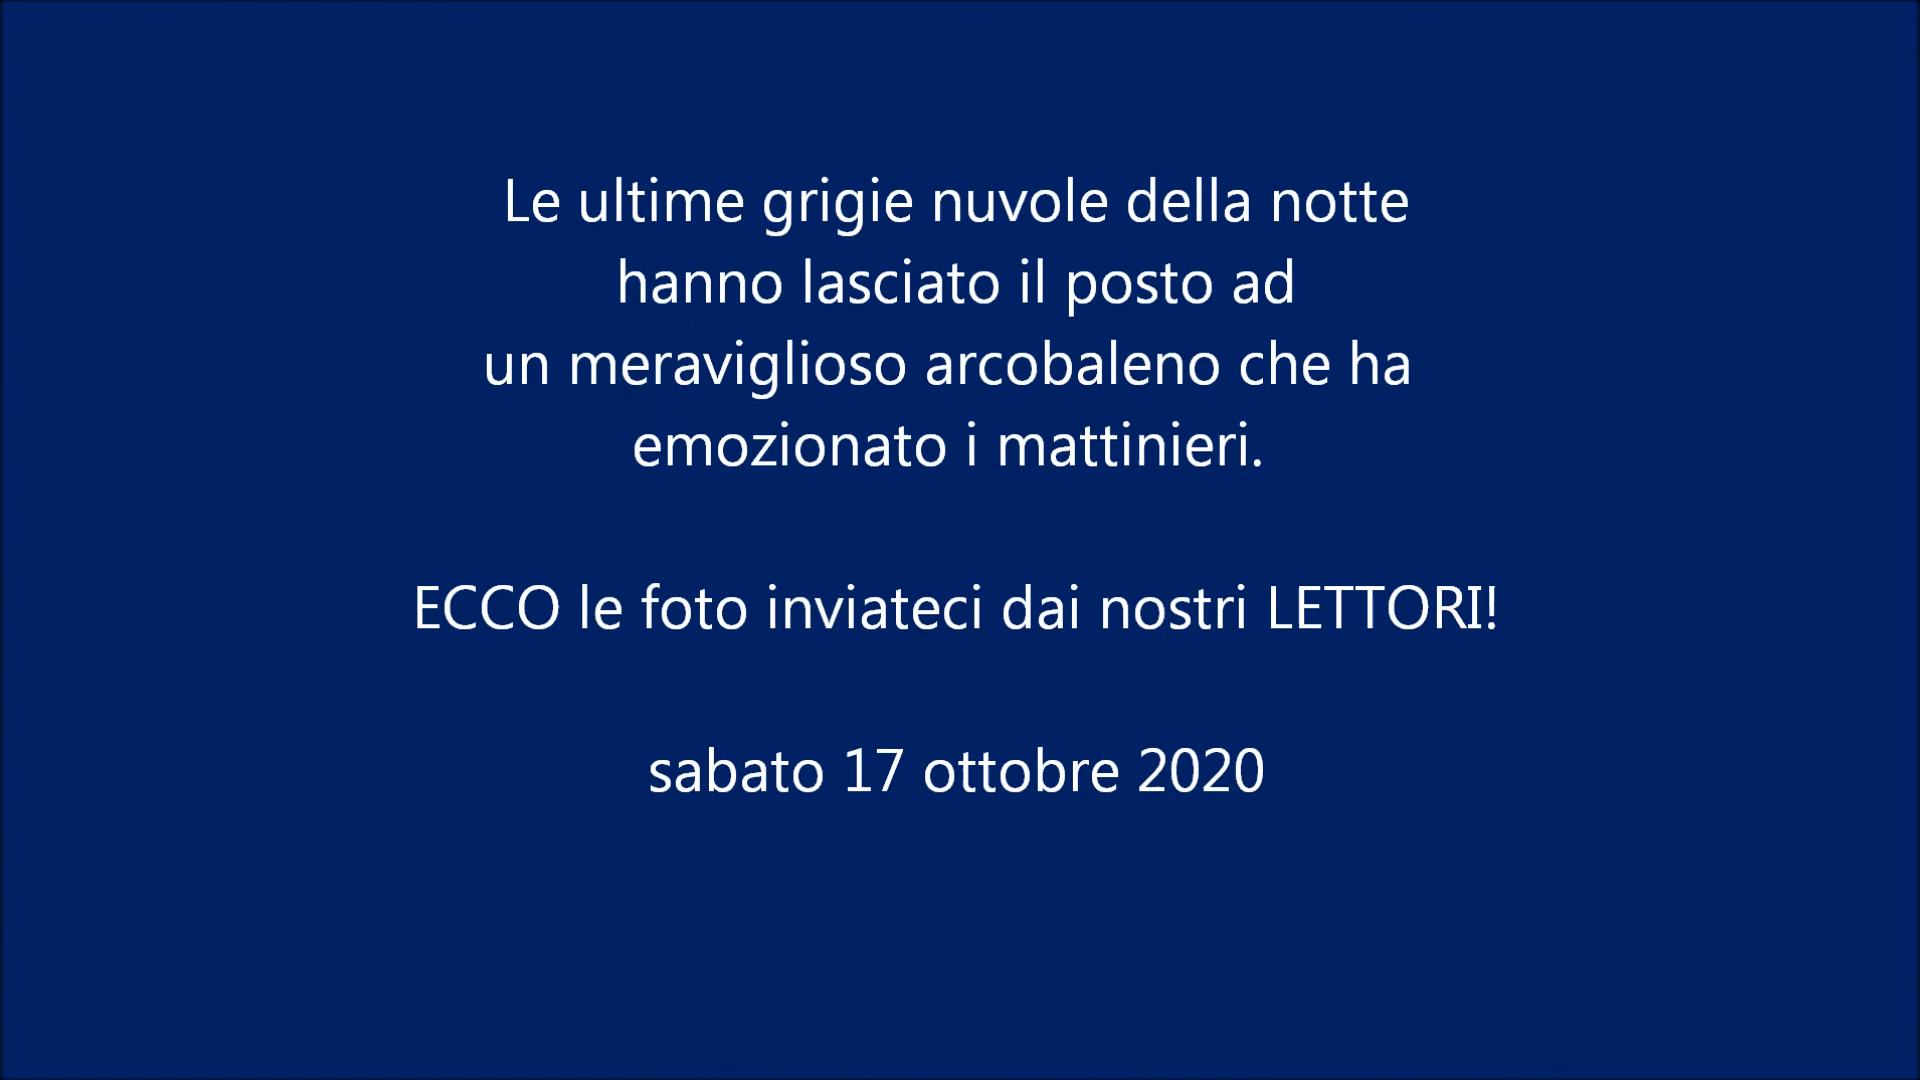 Le ultime grigie nuvole della notte
hanno lasciato il posto ad
un meraviglioso arcobaleno che ha
emozionato i mattinieri.
ECCO le foto inviateci dai nostri LETTORI!
sabato 17 ottobre 2020